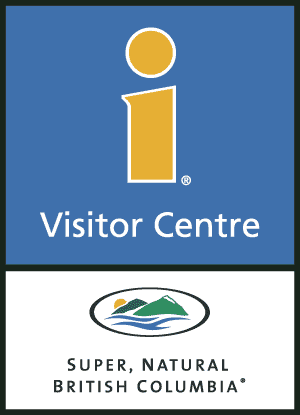 i®
Visitor Centre
SUPER, NATURAL
BRITISH COLUMBIA®